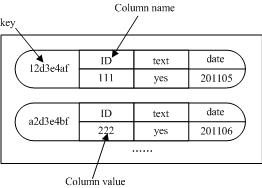 Column name
key
ID text date
12d3e4af
111 yes 201105
ID text date
a2d3e4bf
222 yes 201106
......
Column value